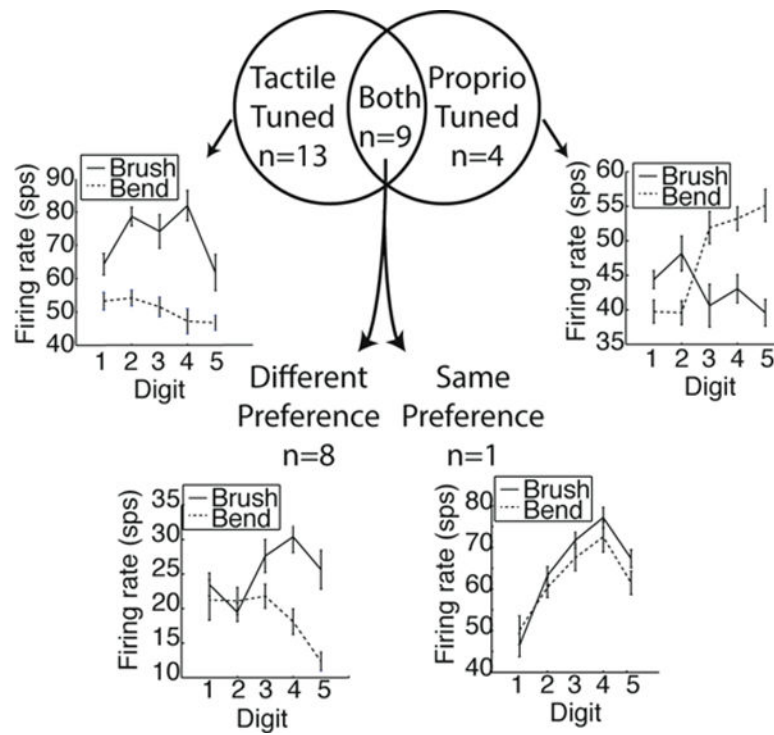 Tactile
Tuned
n=13
Both
n=9
Proprio
Tuned
n=4
Brush
Bend
Firing rate (sps)
90
80
70
60
50
40
1 2 3 4 5
Digit
Brush
Bend
Firing rate (sps)
60
55
50
45
40
35
1 2 3 4 5
Digit
Different
Preference
n=8
Same
Preference
n=1
Brush
Bend
Firing rate (sps)
35
30
25
20
15
10
1 2 3 4 5
Digit
Brush
Bend
Firing rate (sps)
80
70
60
50
40
1 2 3 4 5
Digit